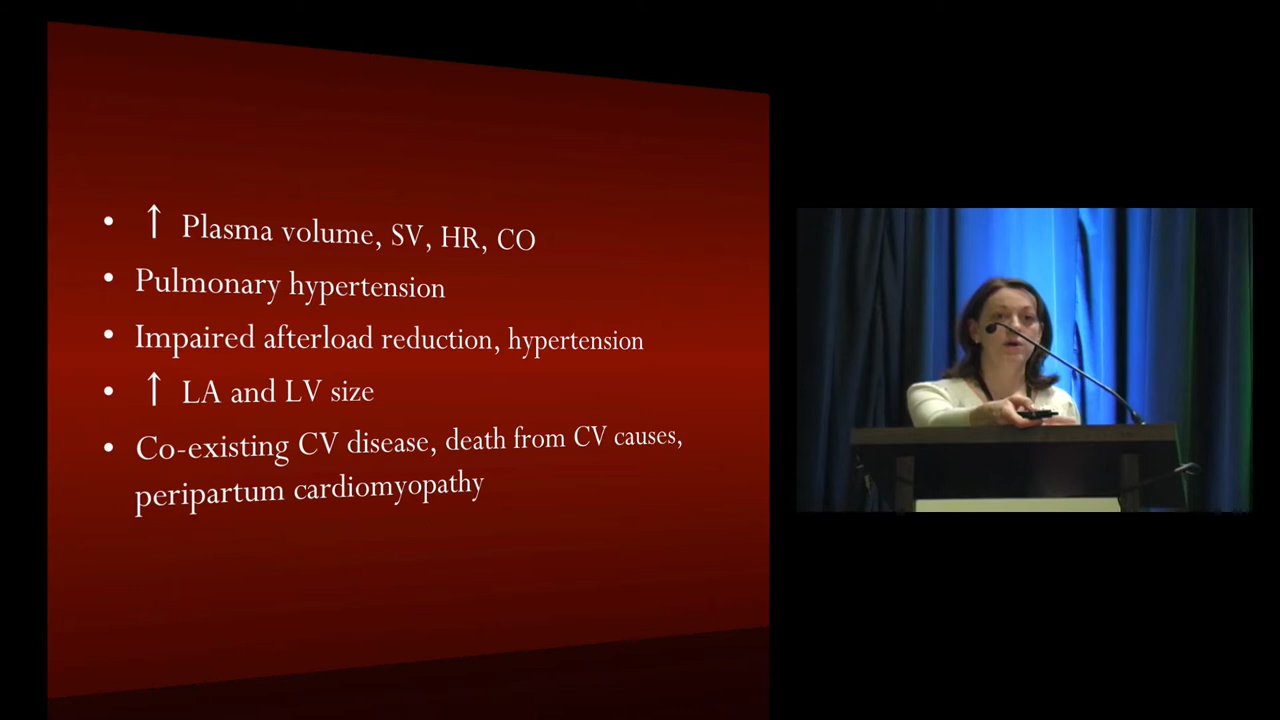 • ↑ Plasma volume, SV, HR, CO
• Pulmonary hypertension
• Impaired afterload reduction, hypertension
• ↑ LA and LV size
• Co-existing CV disease, death from CV causes,
peripartum cardiomyopathy